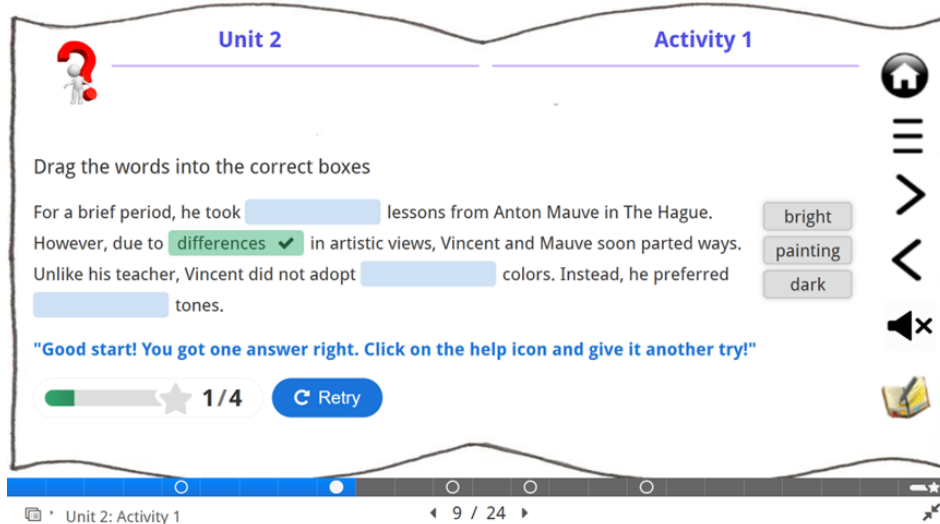 Unit 2
Activity 1
Drag the words into the correct boxes
For a brief period, he took lessons from Anton Mauve in The Hague.
However, due to differences ✔ in artistic views, Vincent and Mauve soon parted ways.
Unlike his teacher, Vincent did not adopt colors. Instead, he preferred
tones.
bright
painting
dark
"Good start! You got one answer right. Click on the help icon and give it another try!"
1/4
Retry
Unit 2: Activity 1
9 / 24